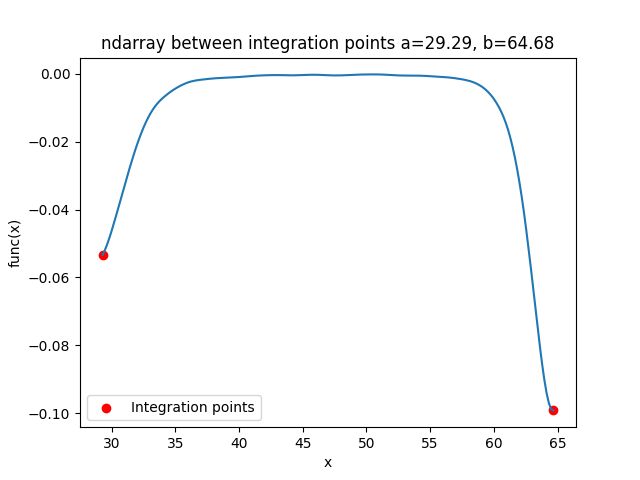 ndarray between integration points a=29.29, b=64.68
0.00
−0.02
−0.04
−0.06
−0.08
−0.10
func(x)
Integration points
30 35 40 45 50 55 60 65
x